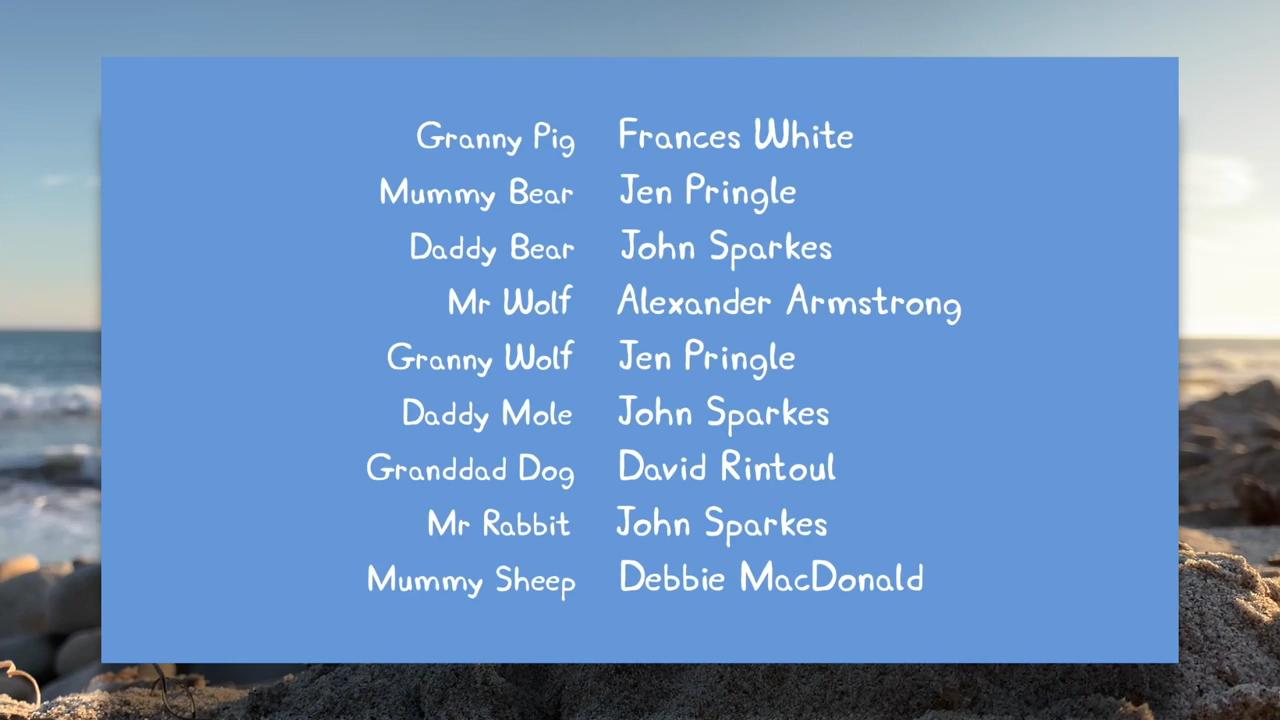 Granny Pig Frances White
Mummy Bear Jen Pringle
Daddy Bear John Sparkes
Mr Wolf Alexander Armstrong
Granny Wolf Jen Pringle
Daddy Mole John Sparkes
Granddad Dog David Rintoul
Mr Rabbit John Sparkes
Mummy Sheep Debbie MacDonald